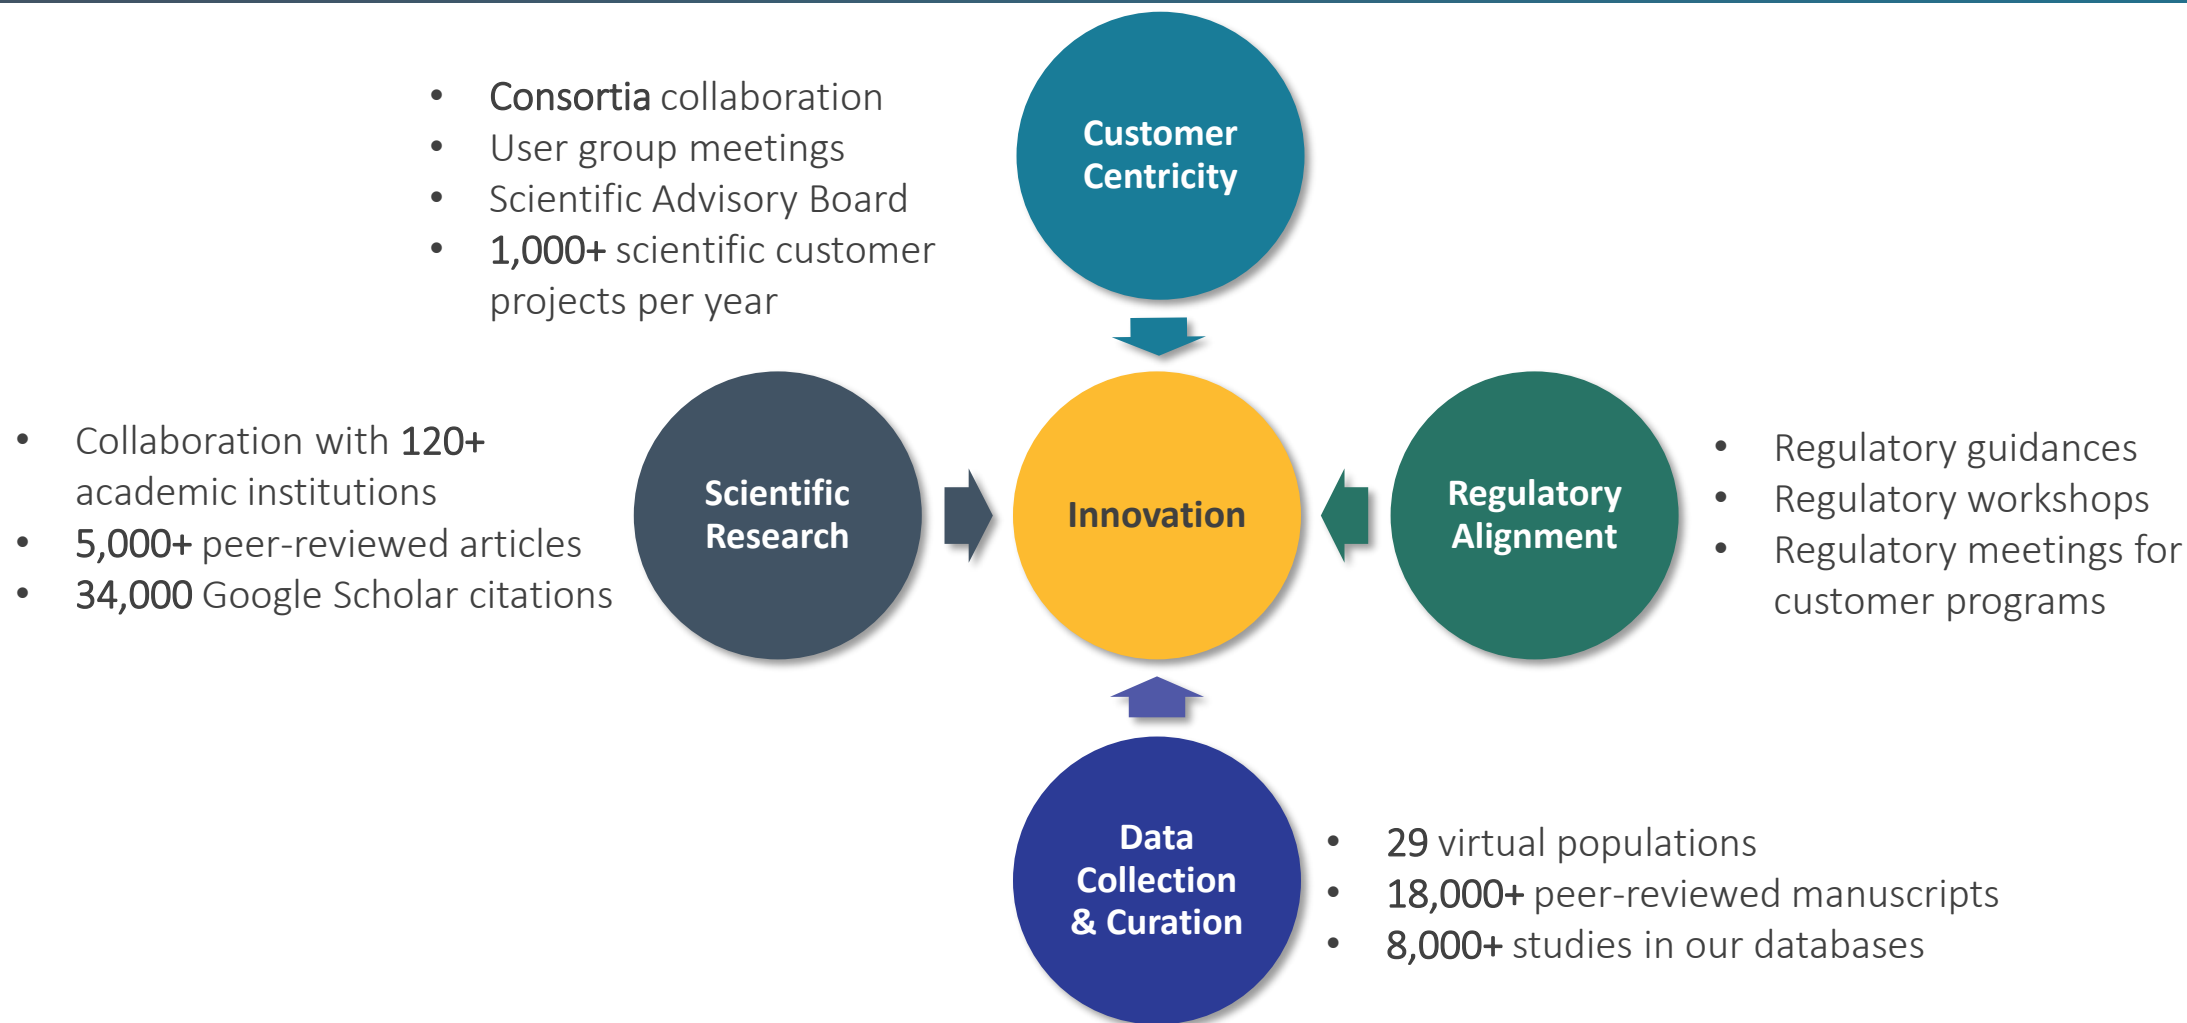 • Consortia collaboration
• User group meetings
• Scientific Advisory Board
• 1,000+ scientific customer
projects per year
Customer
Centricity
• Collaboration with 120+
academic institutions
• 5,000+ peer-reviewed articles
• 34,000 Google Scholar citations
Scientific
Research
Innovation
Regulatory
Alignment
• Regulatory guidances
• Regulatory workshops
• Regulatory meetings for
customer programs
Data
Collection
& Curation
• 29 virtual populations
• 18,000+ peer-reviewed manuscripts
• 8,000+ studies in our databases